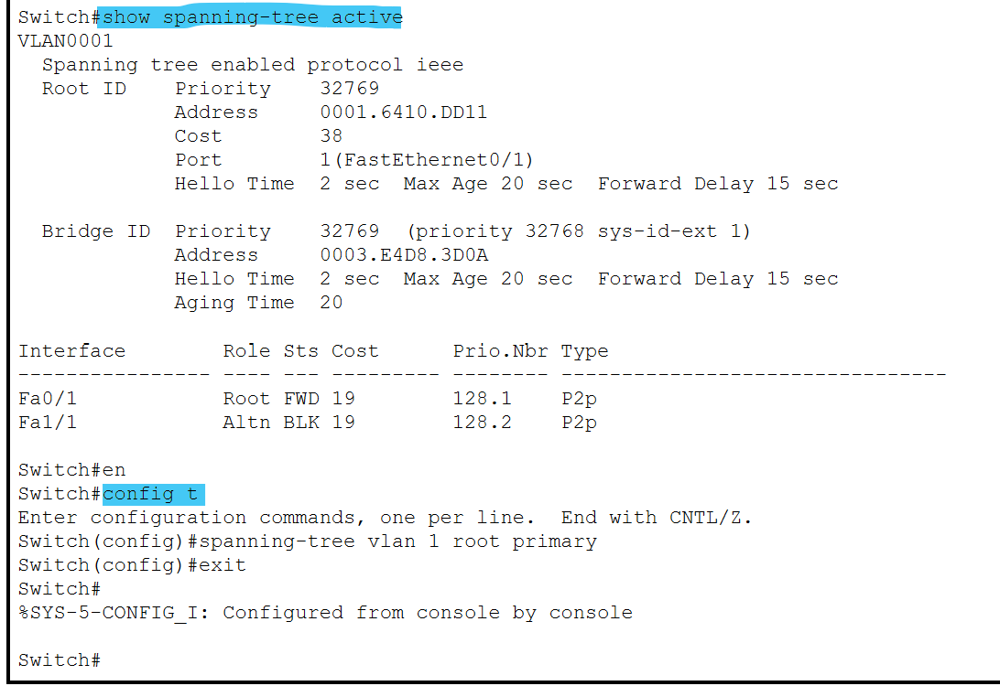 Switch#show spanning-tree active
VLAN0001
  Spanning tree enabled protocol ieee
  Root ID    Priority    32769
             Address     0001.6410.DD11
             Cost        38
             Port        1(FastEthernet0/1)
             Hello Time  2 sec  Max Age 20 sec  Forward Delay 15 sec

  Bridge ID  Priority    32769  (priority 32768 sys-id-ext 1)
             Address     0003.E4D8.3D0A
             Hello Time  2 sec  Max Age 20 sec  Forward Delay 15 sec
             Aging Time  20

Interface        Role Sts Cost      Prio.Nbr Type
---------------- ---- --- --------- -------- --------------------------------
Fa0/1            Root FWD 19        128.1    P2p
Fa1/1            Altn BLK 19        128.2    P2p

Switch#en
Switch#config t
Enter configuration commands, one per line.  End with CNTL/Z.
Switch(config)#spanning-tree vlan 1 root primary
Switch(config)#exit
Switch#
%SYS-5-CONFIG_I: Configured from console by console

Switch#